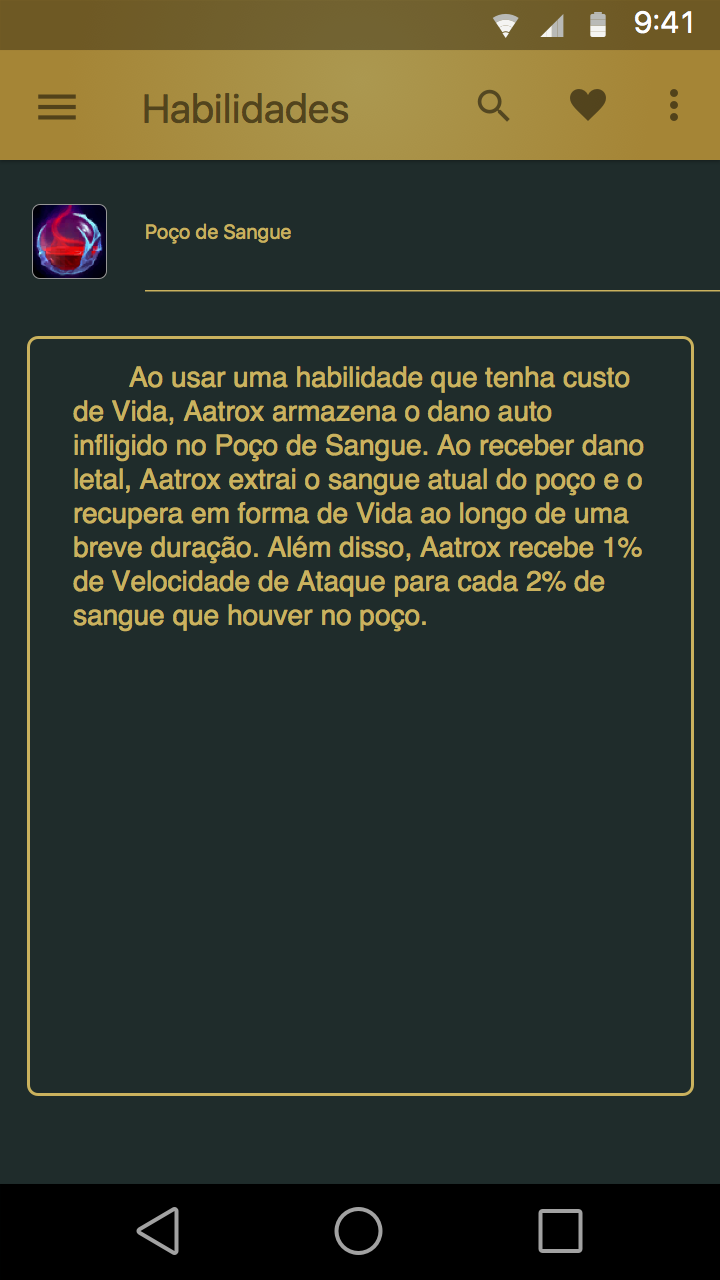 9:41
Habilidades
Poço de Sangue
Ao usar uma habilidade que tenha custo
de Vida, Aatrox armazena o dano auto
infligido no Poço de Sangue. Ao receber dano
letal, Aatrox extrai o sangue atual do poço e o
recupera em forma de Vida ao longo de uma
breve duração. Além disso, Aatrox recebe 1%
de Velocidade de Ataque para cada 2% de
sangue que houver no poço.